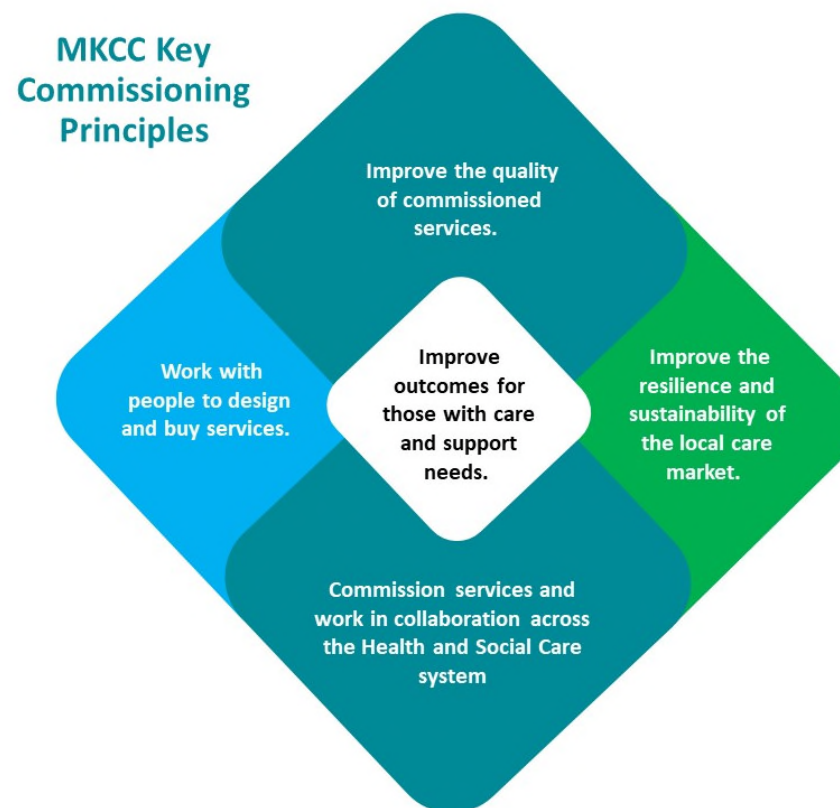 MKCC Key
Commissioning
Principles
Improve the quality
of commissioned
services.
Work with
people to design
and buy services.
Improve
outcomes for
those with care
and support
needs.
Improve the
resilience and
sustainability of
the local care
market.
Commission services and
work in collaboration across
the Health and Social Care
system